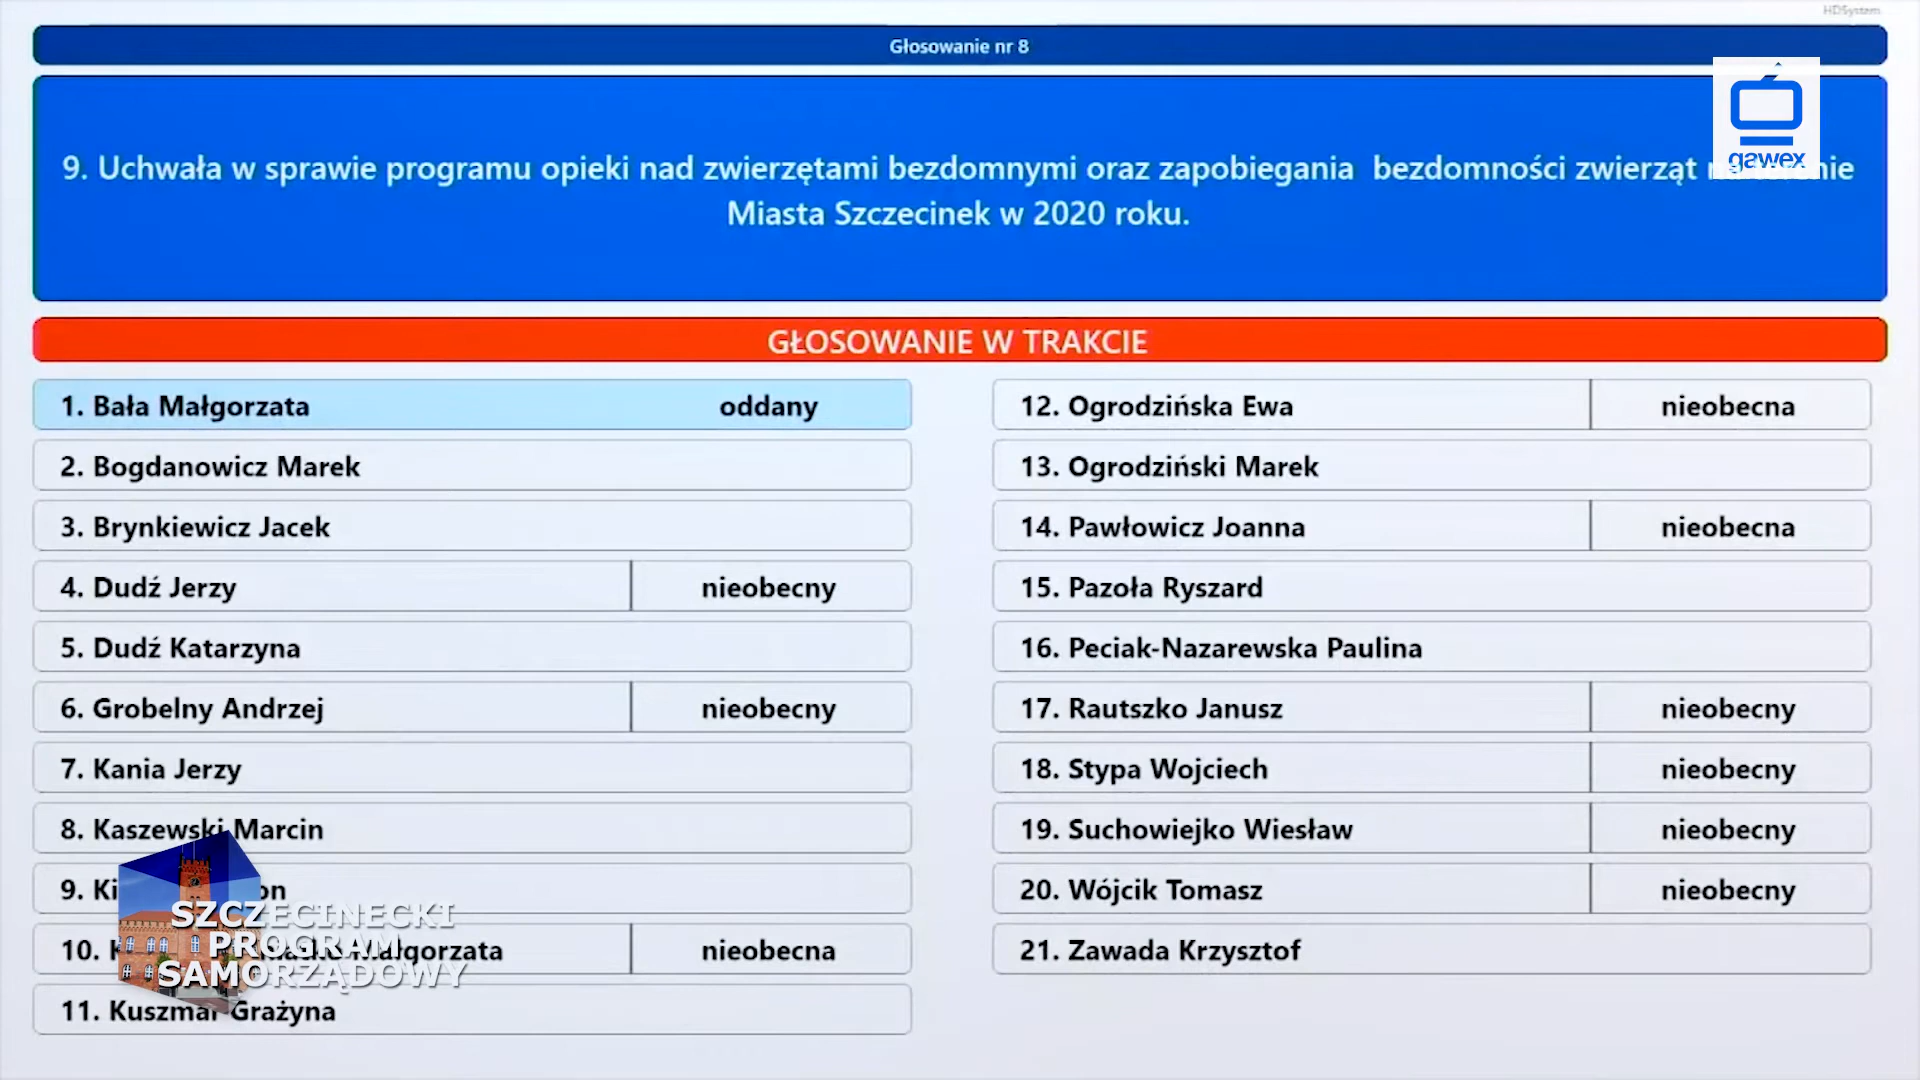 HDSystem
Głosowanie nr 8
gawex
9. Uchwała w sprawie programu opieki nad zwierzętami bezdomnymi oraz zapobiegania bezdomności zwierząt
Miasta Szczecinek w 2020 roku.
GŁOSOWANIE W TRAKCIE
1. Bała Małgorzata oddany
2. Bogdanowicz Marek
3. Brynkiewicz Jacek
4. Dudź Jerzy nieobecny
5. Dudź Katarzyna
6. Grobelny Andrzej nieobecny
7. Kania Jerzy
8. Kaszewski Marcin
9.
10. Małgorzata nieobecna
11. Kuszmar Grażyna
12. Ogrodzińska Ewa nieobecna
13. Ogrodziński Marek
14. Pawłowicz Joanna nieobecna
15. Pazoła Ryszard
16. Peciak-Nazarewska Paulina
17. Rautszko Janusz nieobecny
18. Stypa Wojciech nieobecny
19. Suchowiejko Wiesław nieobecny
20. Wójcik Tomasz nieobecny
21. Zawada Krzysztof
SZCZECINECKI
PROGRAM
SAMORZĄDOWY